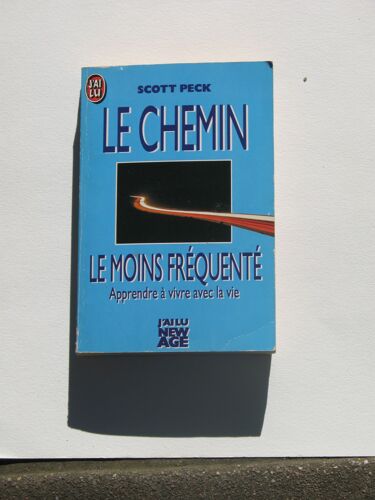 J'AI
LU
SCOTT PECK
LE CHEMIN
LE MOINS FRÉQUENTÉ
Apprendre à vivre avec la vie
J'AI LU
NEW
AGE